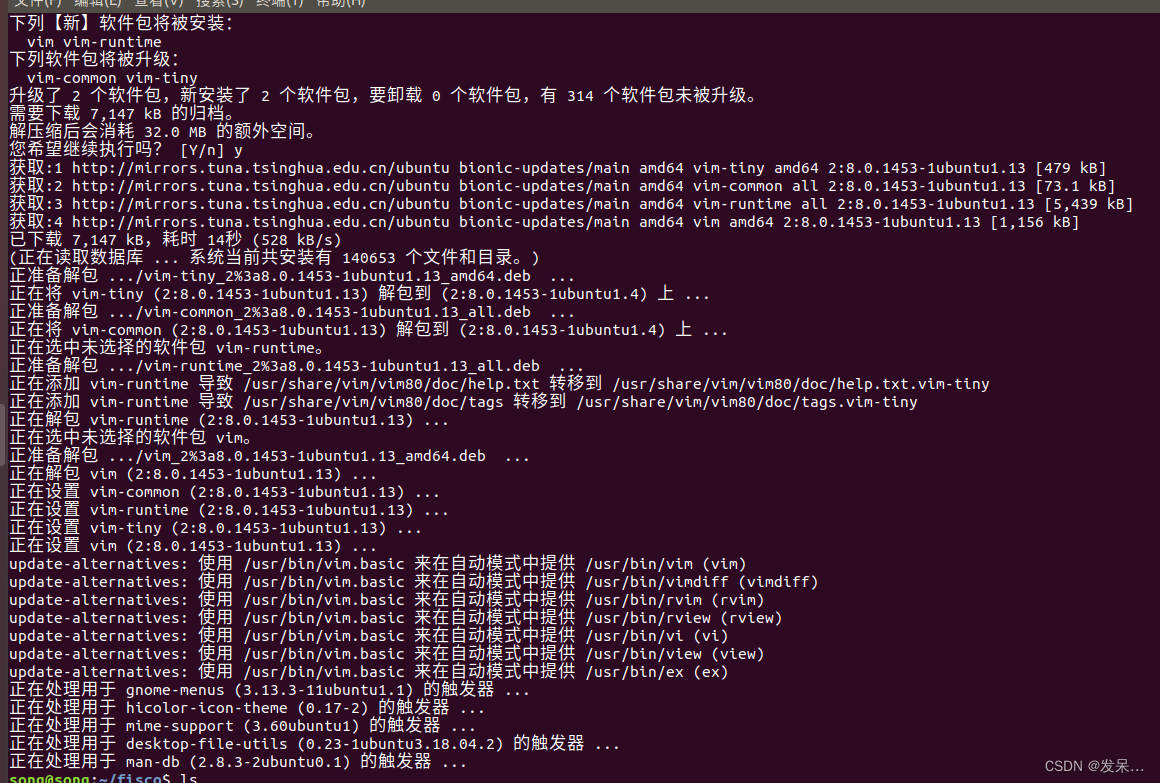 文件(F) 编辑(E) 查看(V) 搜索(S) 终端(T) 帮助(H)
下列【新】软件包将被安装：
  vim vim-runtime
下列软件包将被升级：
  vim-common vim-tiny
升级了 2 个软件包，新安装了 2 个软件包，要卸载 0 个软件包，有 314 个软件包未被升级。
需要下载 7,147 kB 的归档。
解压缩后会消耗 32.0 MB 的额外空间。
您希望继续执行吗？ [Y/n] y
获取:1 http://mirrors.tuna.tsinghua.edu.cn/ubuntu bionic-updates/main amd64 vim-tiny amd64 2:8.0.1453-1ubuntu1.13 [479 kB]
获取:2 http://mirrors.tuna.tsinghua.edu.cn/ubuntu bionic-updates/main amd64 vim-common all 2:8.0.1453-1ubuntu1.13 [73.1 kB]
获取:3 http://mirrors.tuna.tsinghua.edu.cn/ubuntu bionic-updates/main amd64 vim-runtime all 2:8.0.1453-1ubuntu1.13 [5,439 kB]
获取:4 http://mirrors.tuna.tsinghua.edu.cn/ubuntu bionic-updates/main amd64 vim amd64 2:8.0.1453-1ubuntu1.13 [1,156 kB]
已下载 7,147 kB，耗时 14秒 (528 kB/s)
(正在读取数据库 ... 系统当前共安装有 140653 个文件和目录。)
正准备解包 .../vim-tiny_2%3a8.0.1453-1ubuntu1.13_amd64.deb  ...
正在将 vim-tiny (2:8.0.1453-1ubuntu1.13) 解包到 (2:8.0.1453-1ubuntu1.4) 上 ...
正准备解包 .../vim-common_2%3a8.0.1453-1ubuntu1.13_all.deb  ...
正在将 vim-common (2:8.0.1453-1ubuntu1.13) 解包到 (2:8.0.1453-1ubuntu1.4) 上 ...
正在选中未选择的软件包 vim-runtime。
正准备解包 .../vim-runtime_2%3a8.0.1453-1ubuntu1.13_all.deb  ...
正在添加 vim-runtime 导致 /usr/share/vim/vim80/doc/help.txt 转移到 /usr/share/vim/vim80/doc/help.txt.vim-tiny
正在添加 vim-runtime 导致 /usr/share/vim/vim80/doc/tags 转移到 /usr/share/vim/vim80/doc/tags.vim-tiny
正在解包 vim-runtime (2:8.0.1453-1ubuntu1.13) ...
正在选中未选择的软件包 vim。
正准备解包 .../vim_2%3a8.0.1453-1ubuntu1.13_amd64.deb  ...
正在解包 vim (2:8.0.1453-1ubuntu1.13) ...
正在设置 vim-common (2:8.0.1453-1ubuntu1.13) ...
正在设置 vim-runtime (2:8.0.1453-1ubuntu1.13) ...
正在设置 vim-tiny (2:8.0.1453-1ubuntu1.13) ...
正在设置 vim (2:8.0.1453-1ubuntu1.13) ...
update-alternatives: 使用 /usr/bin/vim.basic 来在自动模式中提供 /usr/bin/vim (vim)
update-alternatives: 使用 /usr/bin/vim.basic 来在自动模式中提供 /usr/bin/vimdiff (vimdiff)
update-alternatives: 使用 /usr/bin/vim.basic 来在自动模式中提供 /usr/bin/rvim (rvim)
update-alternatives: 使用 /usr/bin/vim.basic 来在自动模式中提供 /usr/bin/rview (rview)
update-alternatives: 使用 /usr/bin/vim.basic 来在自动模式中提供 /usr/bin/vi (vi)
update-alternatives: 使用 /usr/bin/vim.basic 来在自动模式中提供 /usr/bin/view (view)
update-alternatives: 使用 /usr/bin/vim.basic 来在自动模式中提供 /usr/bin/ex (ex)
正在处理用于 gnome-menus (3.13.3-11ubuntu1.1) 的触发器 ...
正在处理用于 hicolor-icon-theme (0.17-2) 的触发器 ...
正在处理用于 mime-support (3.60ubuntu1) 的触发器 ...
正在处理用于 desktop-file-utils (0.23-1ubuntu3.18.04.2) 的触发器 ...
正在处理用于 man-db (2.8.3-2ubuntu0.1) 的触发器 ...
song@song:~/fisco$ ls
CSDN @发呆…